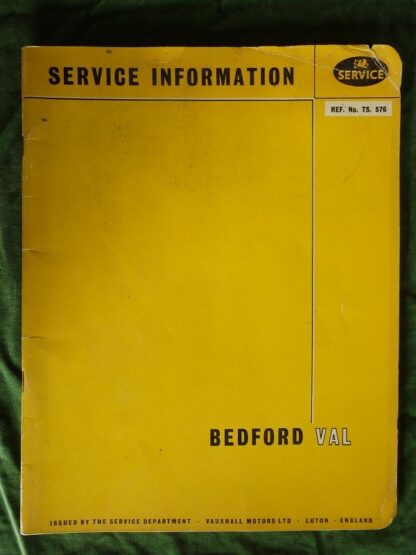 SERVICE INFORMATION
SERVICE
REF. No. TS. 576
BEDFORD VAL
ISSUED BY THE SERVICE DEPARTMENT · VAUXHALL MOTORS LTD · LUTON · ENGLAND